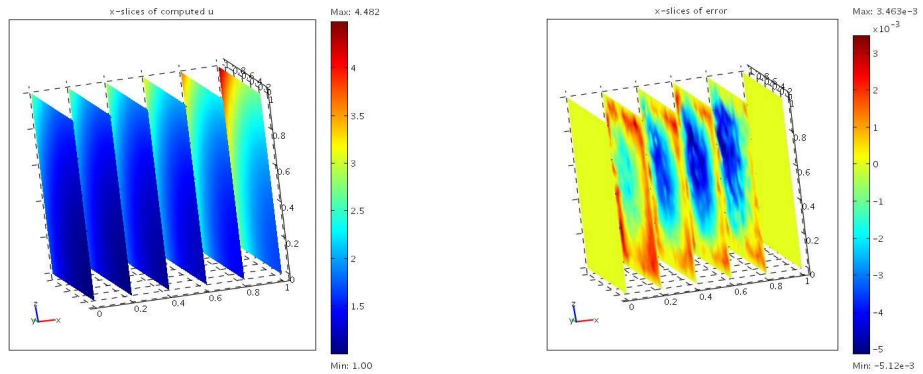 x-slices of computed u
Max: 4.482
4
3.5
3
2.5
2
1.5
Min: 1.00
1
0.8
0.6
0.4
0.2
0
0 0.2 0.4 0.6 0.8 1
z
y x
x-slices of error
Max: 3.463e-3
×10⁻³
3
2
1
0
−1
−2
−3
−4
−5
Min: −5.12e−3
1
0.8
0.6
0.4
0.2
0
0 0.2 0.4 0.6 0.8 1
z
y x